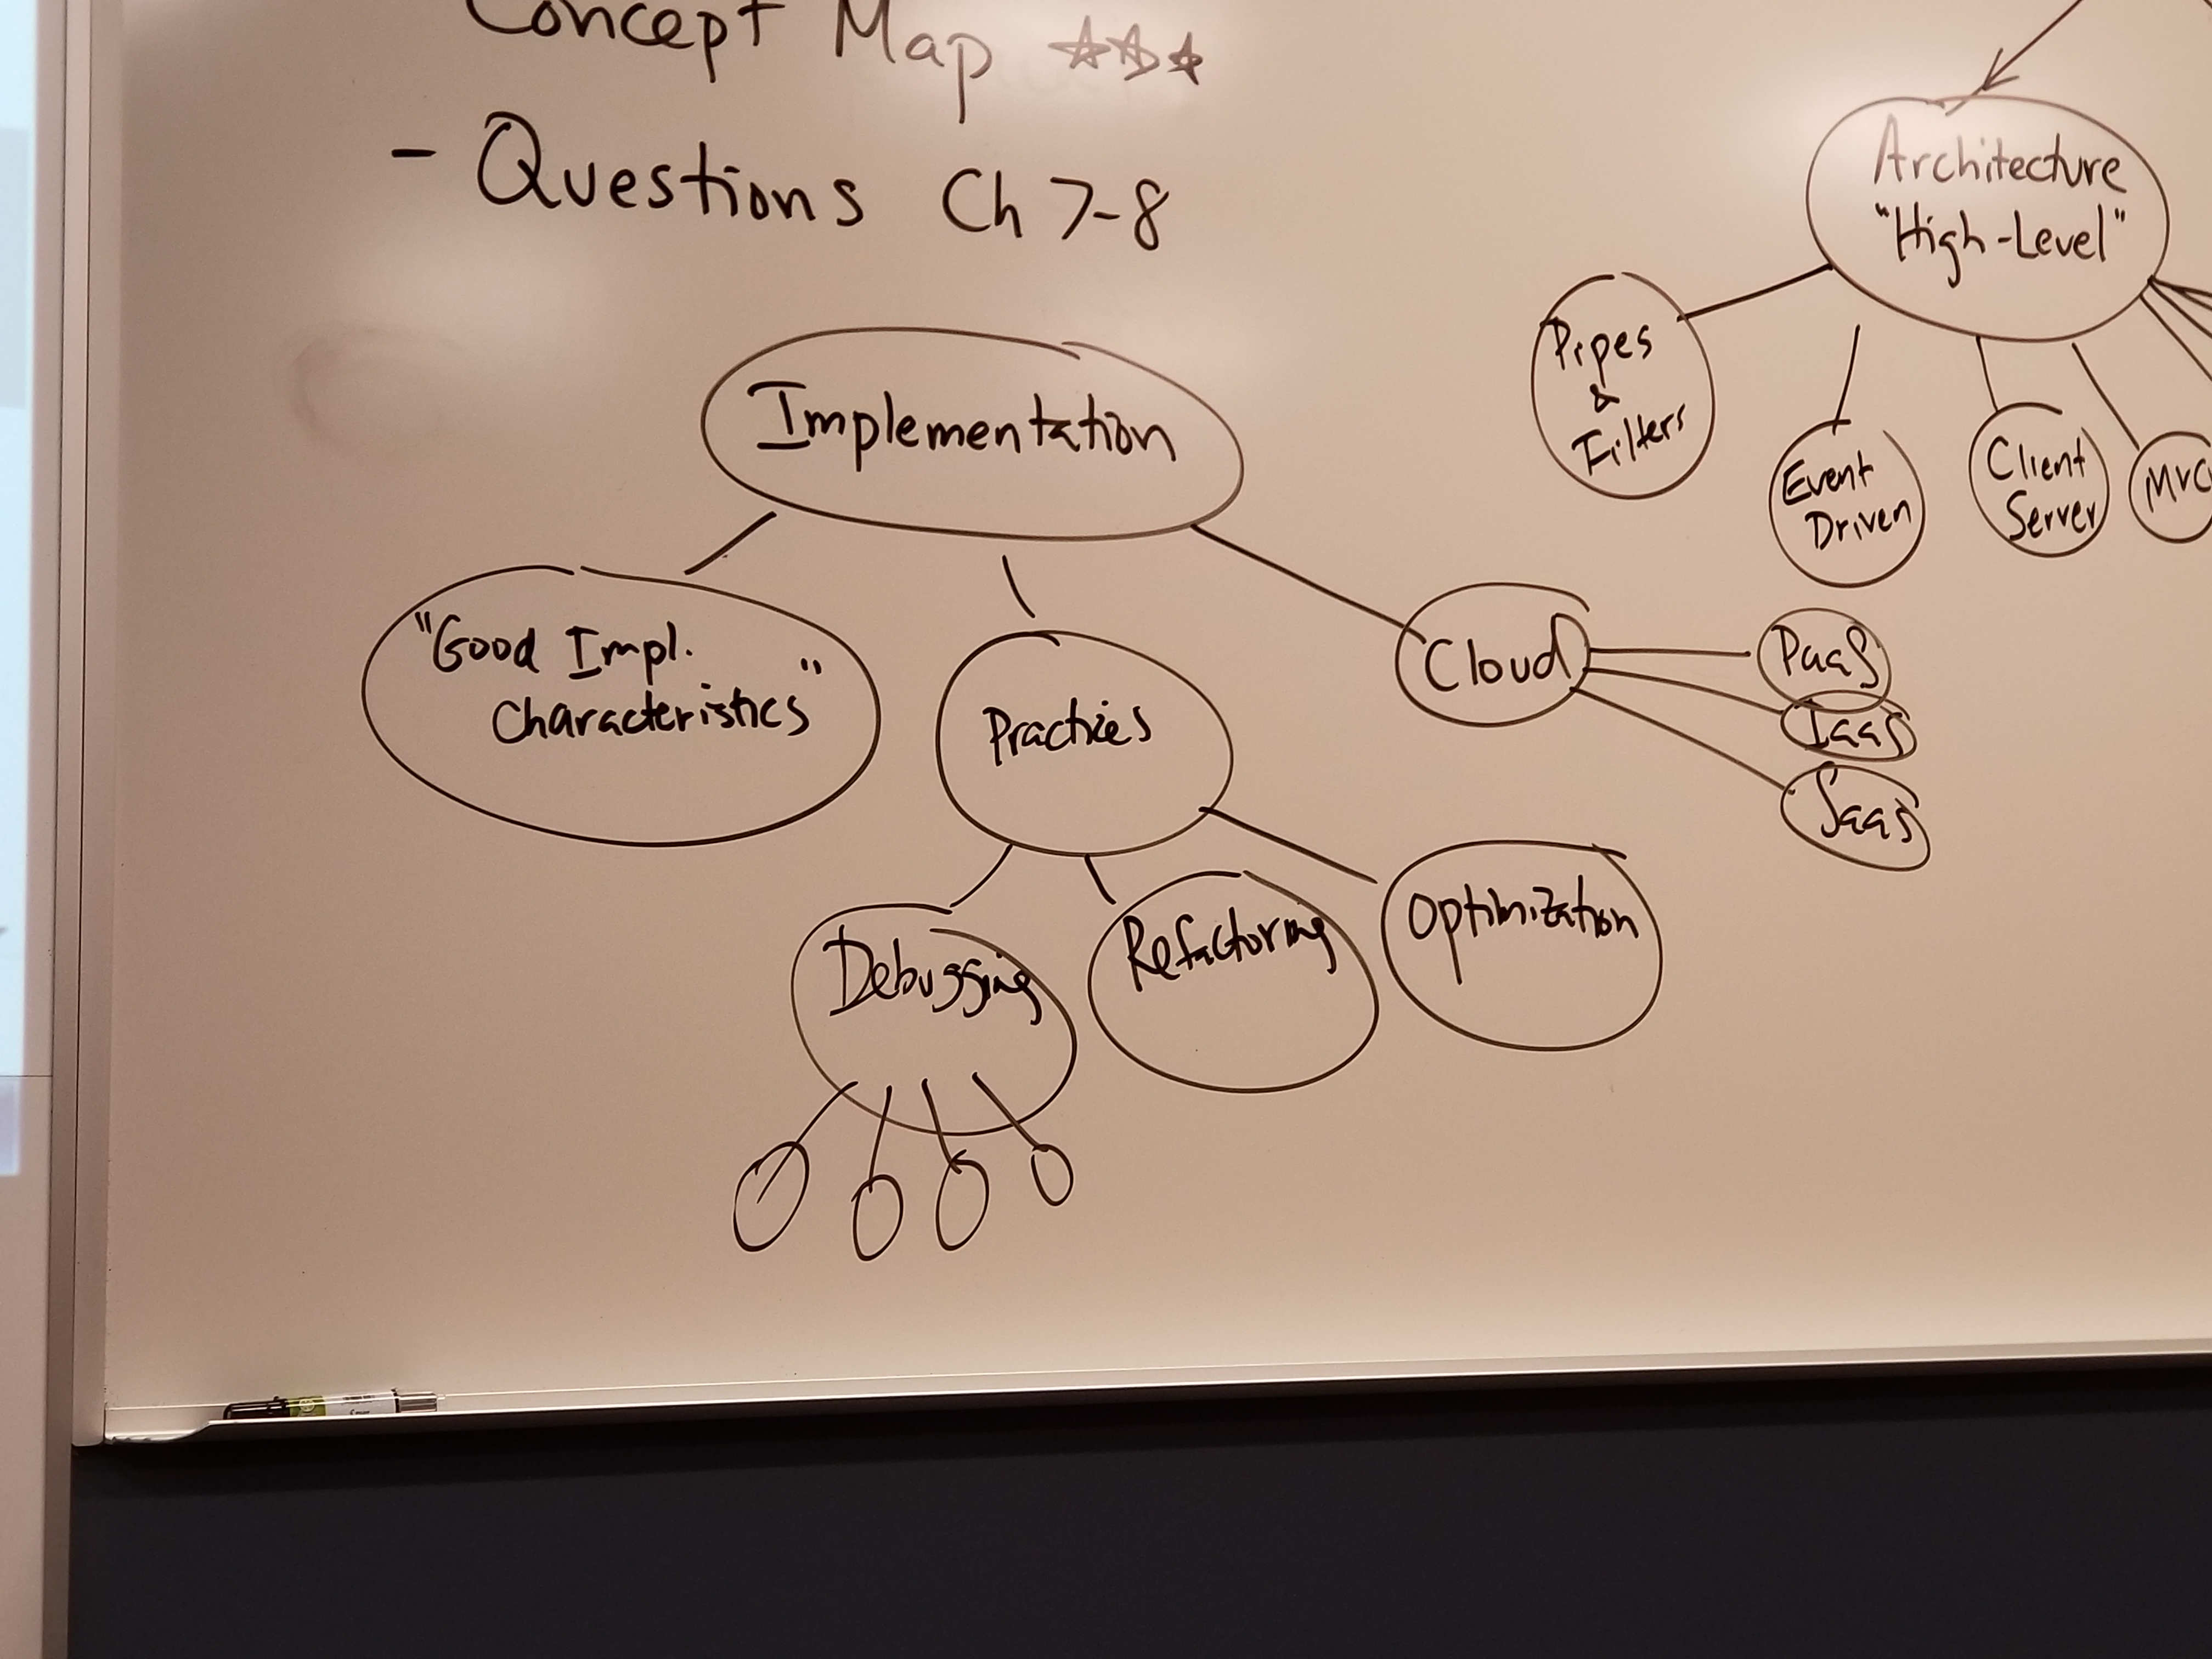 Concept Map
- Questions Ch 7-8
Implementation
"Good Impl.
Characteristics"
Practices
Debugging
Refactoring
Optimization
Cloud
PaaS
IaaS
SaaS
Architecture
"High-Level"
Pipes
&
Filters
Event
Driven
Client
Server
MVC